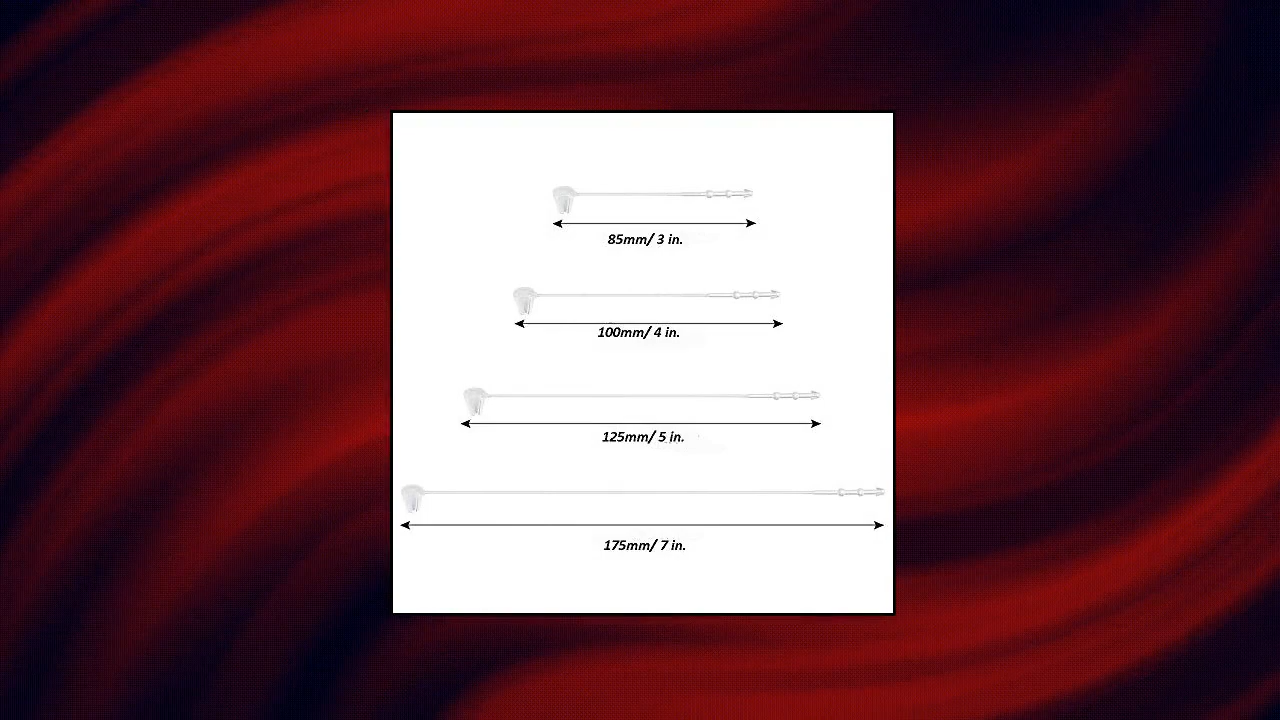 85mm/ 3 in.
100mm/ 4 in.
125mm/ 5 in.
175mm/ 7 in.